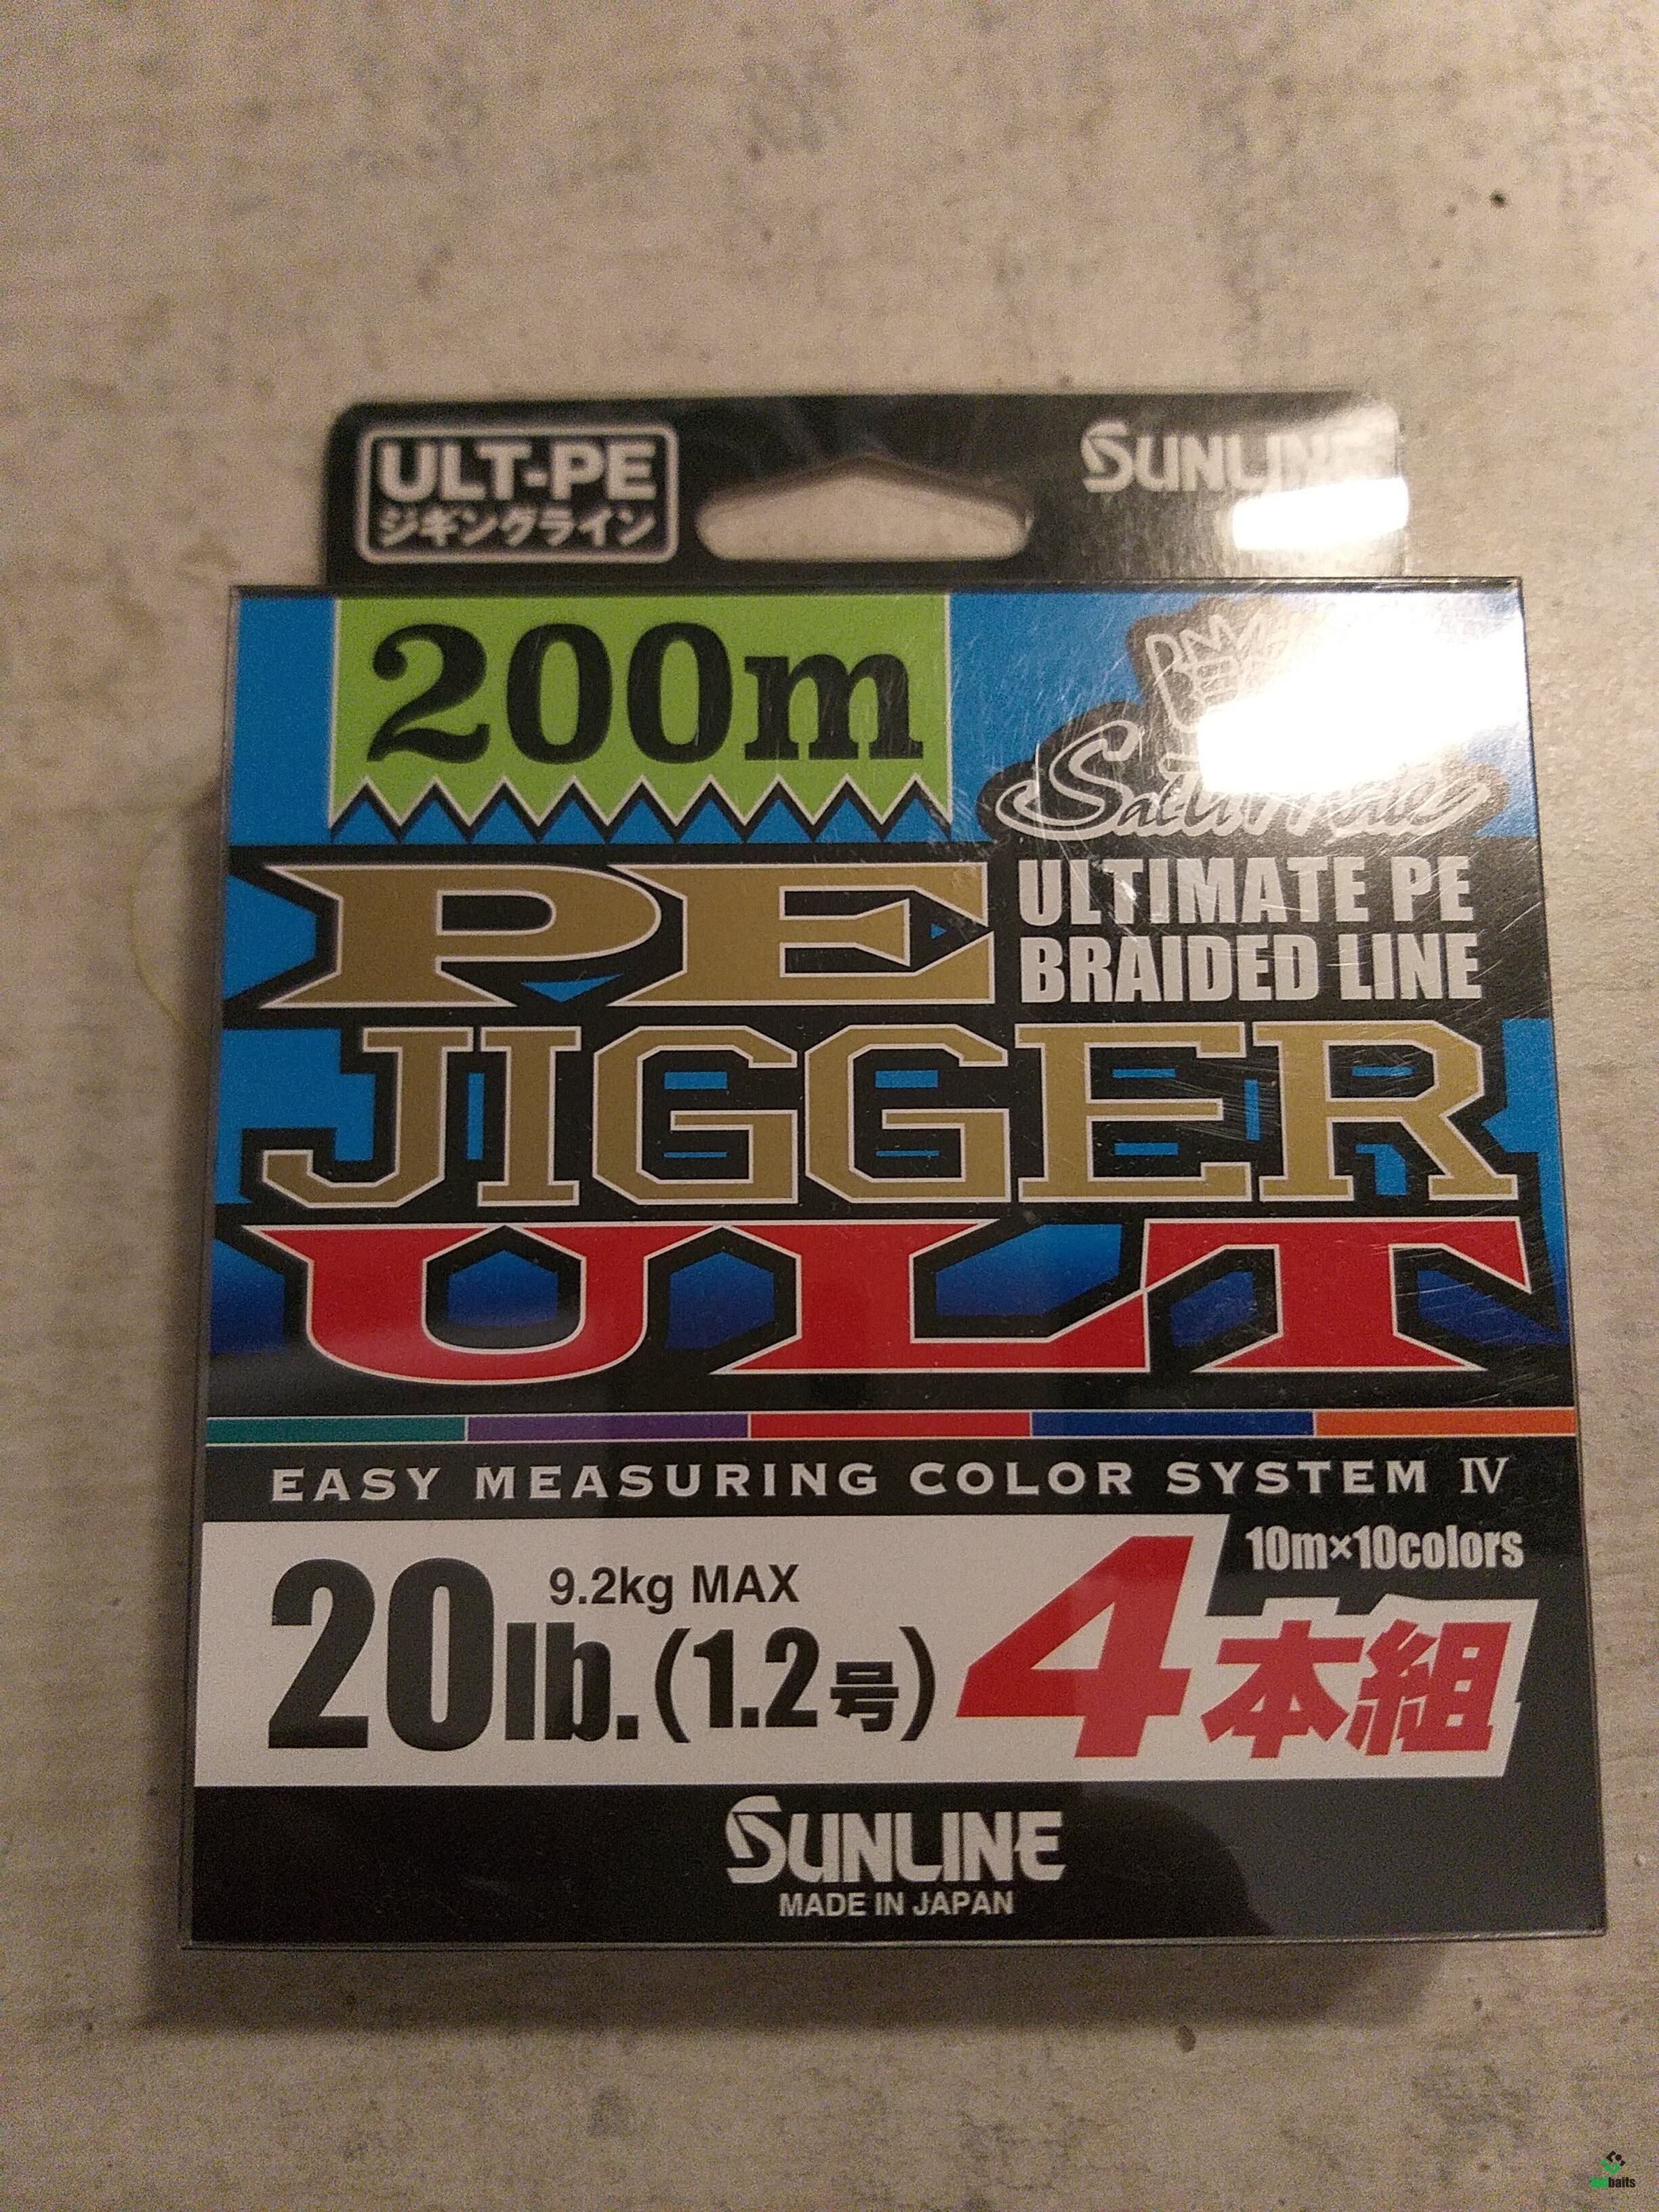 ULT-PE
ジギングライン
SUNLINE
200m
SaltiMate
ULTIMATE PE
BRAIDED LINE
PE
JIGGER
ULT
EASY MEASURING COLOR SYSTEM IV
10m×10colors
9.2kg MAX
20lb.(1.2号)
4本組
SUNLINE
MADE IN JAPAN